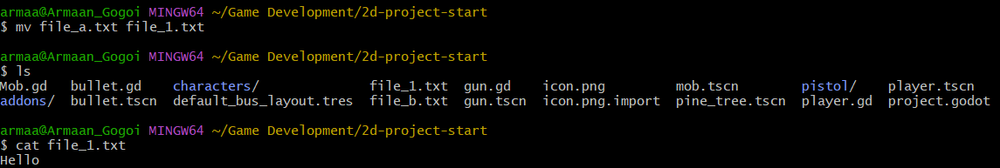 armaa@Armaan_Gogoi MINGW64 ~/Game Development/2d-project-start
$ mv file_a.txt file_1.txt
armaa@Armaan_Gogoi MINGW64 ~/Game Development/2d-project-start
$ ls
Mob.gd   bullet.gd    characters/              file_1.txt  gun.gd    icon.png         mob.tscn        pistol/    player.tscn
addons/  bullet.tscn  default_bus_layout.tres  file_b.txt  gun.tscn  icon.png.import  pine_tree.tscn  player.gd  project.godot
armaa@Armaan_Gogoi MINGW64 ~/Game Development/2d-project-start
$ cat file_1.txt
Hello